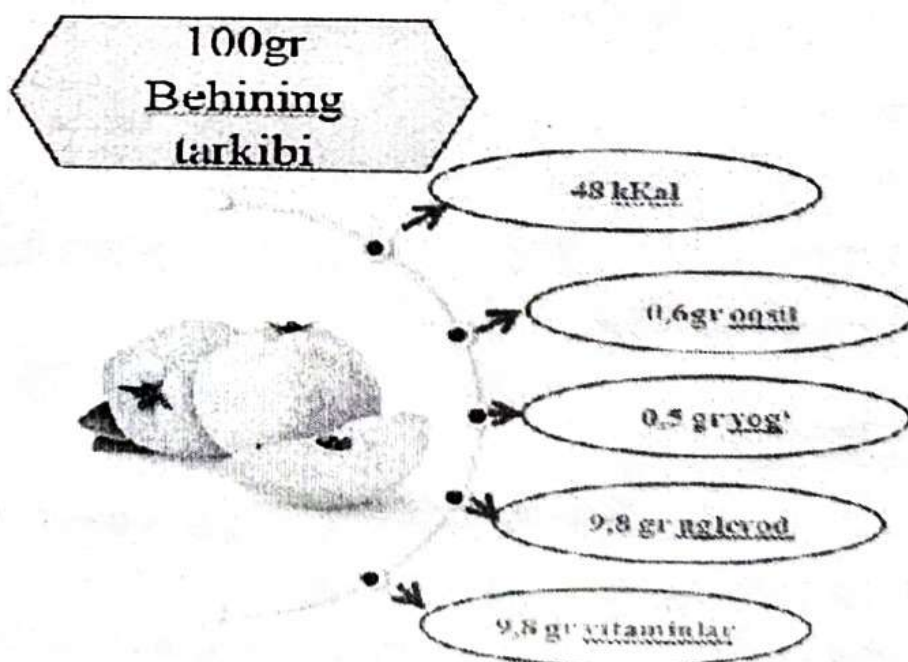 100gr
Behining
tarkibi
48 kKal
0,6gr oqsil
0,5 gr yog‘
9,8 gr uglevod
9,8 gr vitaminlar